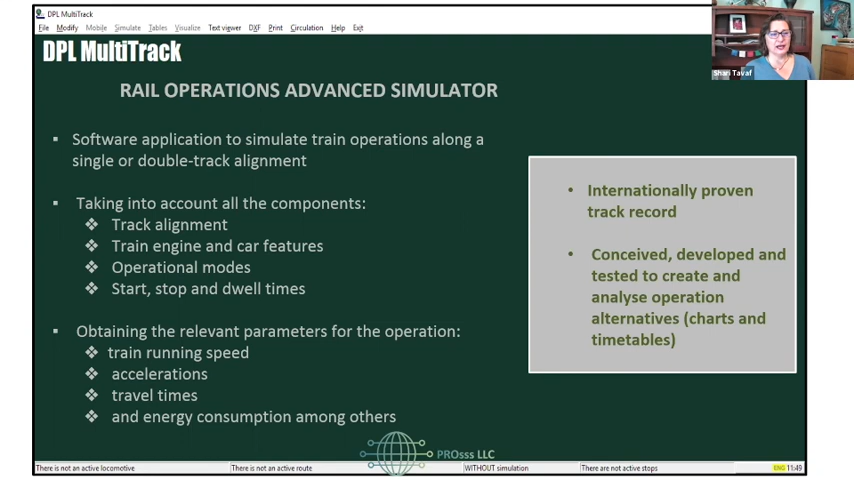 DPL MultiTrack
File Modify Mobile Simulate Tables Visualize Text viewer DXF Print Circulation Help Exit
DPL MultiTrack
RAIL OPERATIONS ADVANCED SIMULATOR
▪ Software application to simulate train operations along a
single or double-track alignment
▪ Taking into account all the components:
❖ Track alignment
❖ Train engine and car features
❖ Operational modes
❖ Start, stop and dwell times
▪ Obtaining the relevant parameters for the operation:
❖ train running speed
❖ accelerations
❖ travel times
❖ and energy consumption among others
• Internationally proven
track record
• Conceived, developed and
tested to create and
analyse operation
alternatives (charts and
timetables)
Shari Tavaf
PROsss LLC
There is not an active locomotive There is not an active route WITHOUT simulation There are not active stops ENG 11:49